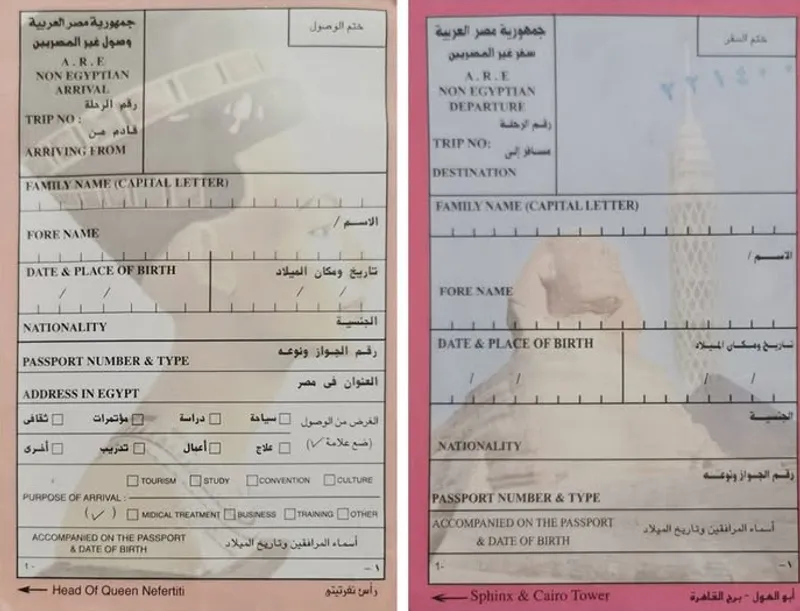 جمهورية مصر العربية
وصول غير المصريين
A . R . E
NON EGYPTIAN
ARRIVAL
رقم الرحلة
TRIP NO :
قادم من
ARRIVING FROM
ختم الوصول
FAMILY NAME (CAPITAL LETTER)
الاسم /
FORE NAME
DATE & PLACE OF BIRTH تاريخ ومكان الميلاد
/ / / /
NATIONALITY الجنسية
PASSPORT NUMBER & TYPE رقم الجواز ونوعه
ADDRESS IN EGYPT العنوان فى مصر
الغرض من الوصول سياحة دراسة مؤتمرات ثقافى
(ضع علامة ✓) علاج أعمال تدريب أخرى
TOURISM STUDY CONVENTION CULTURE
PURPOSE OF ARRIVAL :
(✓) MIDICAL TREATMENT BUSINESS TRAINING OTHER
ACCOMPANIED ON THE PASSPORT أسماء المرافقين وتاريخ الميلاد
& DATE OF BIRTH
٦٠ ١–
Head Of Queen Nefertiti رأس نفرتيتى
جمهورية مصر العربية
سفر غير المصريين
A . R . E
NON EGYPTIAN
DEPARTURE
رقم الرحلة
TRIP NO:
مسافر إلى
DESTINATION
ختم السفر
FAMILY NAME (CAPITAL LETTER)
الاسم /
FORE NAME
DATE & PLACE OF BIRTH تاريخ ومكان الميلاد
/ / / /
الجنسية
NATIONALITY
رقم الجواز ونوعه
PASSPORT NUMBER & TYPE
ACCOMPANIED ON THE PASSPORT أسماء المرافقين وتاريخ الميلاد
& DATE OF BIRTH
٦٠ ١–
Sphinx & Cairo Tower أبو الهول - برج القاهرة